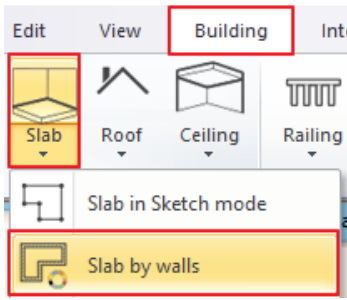 Edit View Building Int
Slab Roof Ceiling Railing
Slab in Sketch mode
Slab by walls